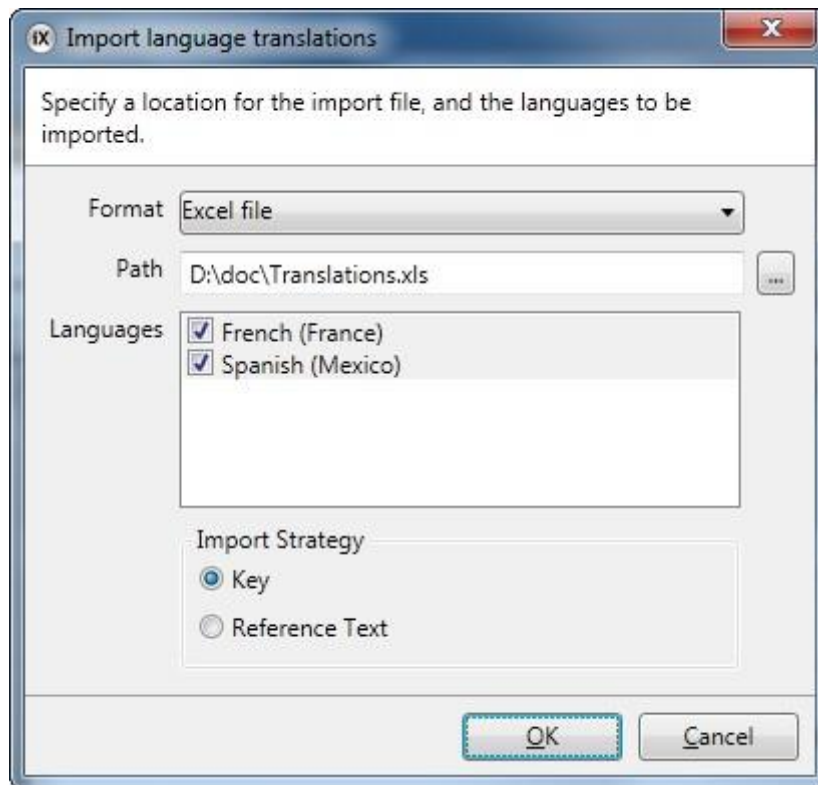 iX Import language translations
Specify a location for the import file, and the languages to be
imported.
Format Excel file
Path D:\doc\Translations.xls ...
Languages French (France)
Spanish (Mexico)
Import Strategy
Key
Reference Text
OK Cancel